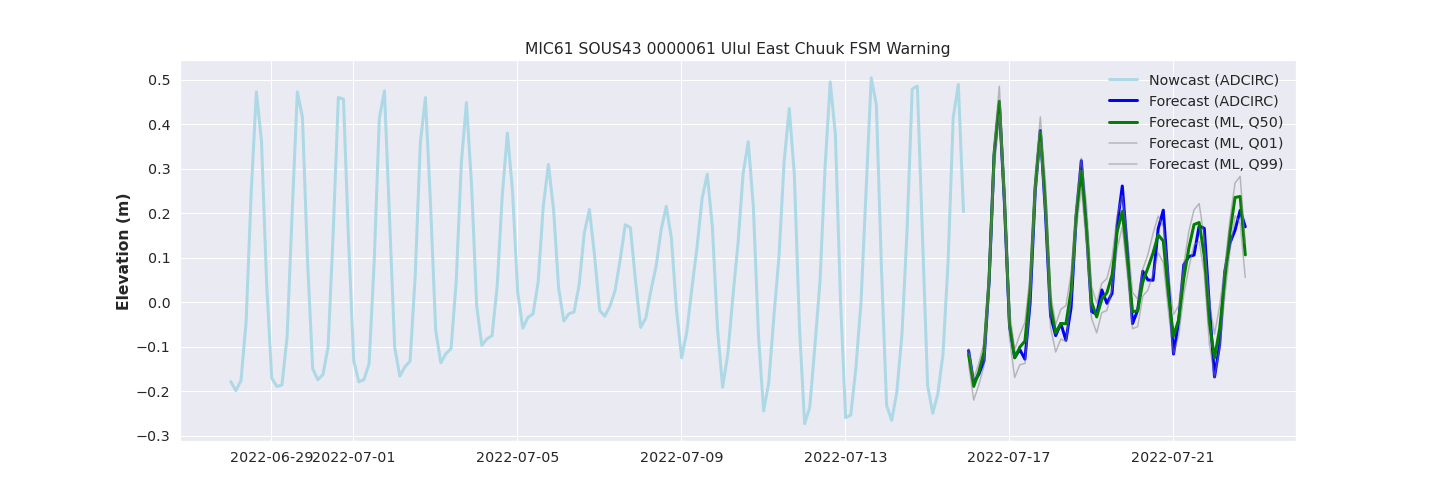 MIC61 SOUS43 0000061 Ulul East Chuuk FSM Warning
Elevation (m)
0.5
0.4
0.3
0.2
0.1
0.0
−0.1
−0.2
−0.3
Nowcast (ADCIRC)
Forecast (ADCIRC)
Forecast (ML, Q50)
Forecast (ML, Q01)
Forecast (ML, Q99)
2022-06-29 2022-07-01 2022-07-05 2022-07-09 2022-07-13 2022-07-17 2022-07-21